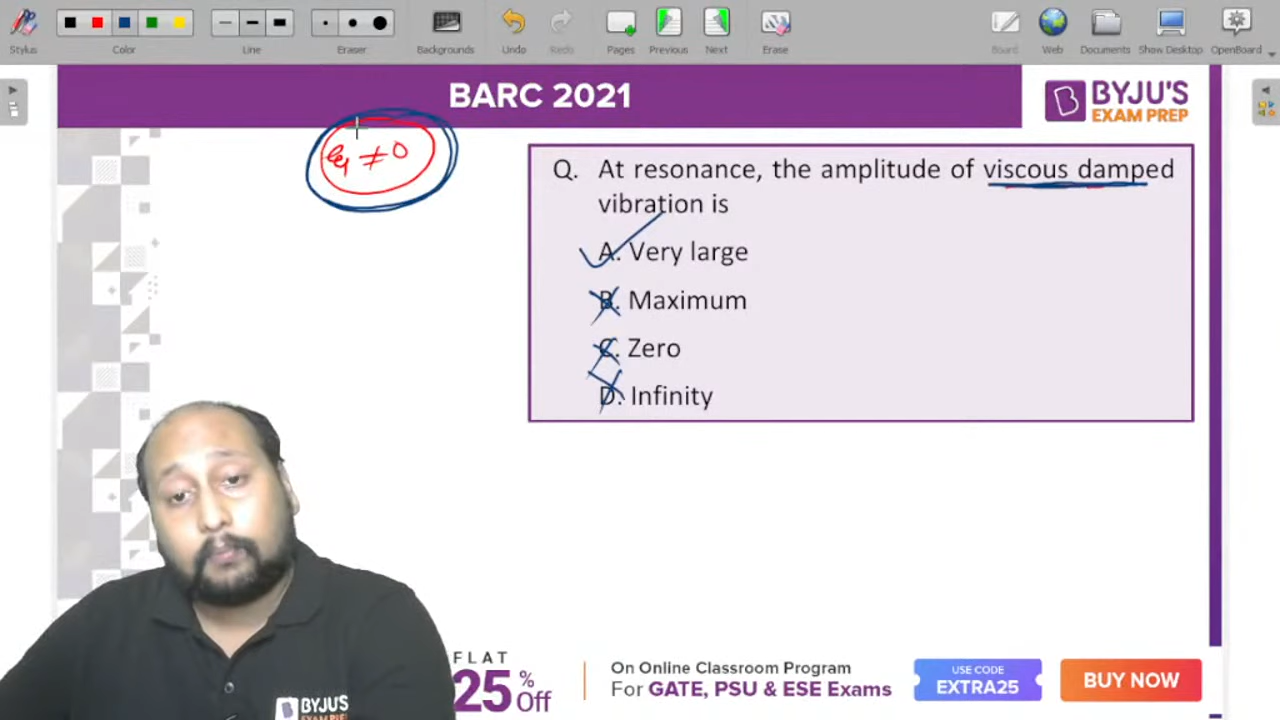 Stylus
Color
Line
Eraser
Backgrounds
Undo
Redo
Pages
Previous
Next
Erase
Board
Web
Documents
Show Desktop
OpenBoard
BARC 2021
BYJU'S
EXAM PREP
≠ 0
Q. At resonance, the amplitude of viscous damped
vibration is
A. Very large
B. Maximum
C. Zero
D. Infinity
BYJU'S
EXAM PREP
FLAT
25 % Off
On Online Classroom Program
For GATE, PSU & ESE Exams
USE CODE
EXTRA25
BUY NOW